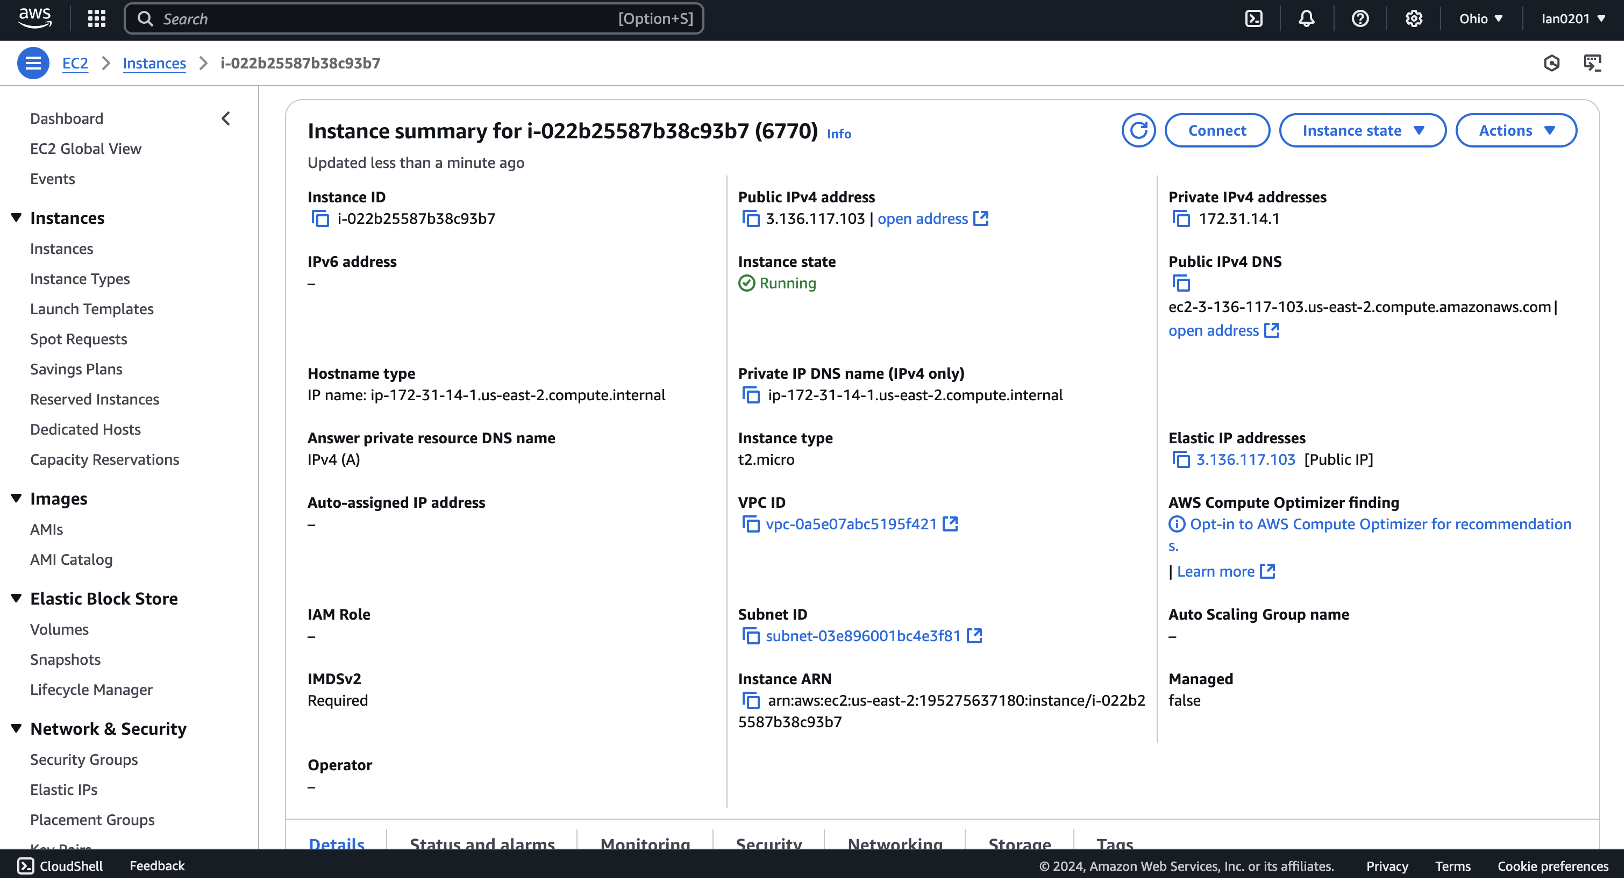 aws
Search
[Option+S]
Ohio ▼
Ian0201 ▼
EC2
Instances
i-022b25587b38c93b7
Dashboard
EC2 Global View
Events
Instances
Instances
Instance Types
Launch Templates
Spot Requests
Savings Plans
Reserved Instances
Dedicated Hosts
Capacity Reservations
Images
AMIs
AMI Catalog
Elastic Block Store
Volumes
Snapshots
Lifecycle Manager
Network & Security
Security Groups
Elastic IPs
Placement Groups
Key Pairs
Instance summary for i-022b25587b38c93b7 (6770) Info
Updated less than a minute ago
Connect
Instance state ▼
Actions ▼
Instance ID
i-022b25587b38c93b7
Public IPv4 address
3.136.117.103 | open address
Private IPv4 addresses
172.31.14.1
IPv6 address
–
Instance state
Running
Public IPv4 DNS
ec2-3-136-117-103.us-east-2.compute.amazonaws.com |
open address
Hostname type
IP name: ip-172-31-14-1.us-east-2.compute.internal
Private IP DNS name (IPv4 only)
ip-172-31-14-1.us-east-2.compute.internal
Answer private resource DNS name
IPv4 (A)
Instance type
t2.micro
Elastic IP addresses
3.136.117.103 [Public IP]
Auto-assigned IP address
–
VPC ID
vpc-0a5e07abc5195f421
AWS Compute Optimizer finding
Opt-in to AWS Compute Optimizer for recommendation
s.
| Learn more
IAM Role
–
Subnet ID
subnet-03e896001bc4e3f81
Auto Scaling Group name
–
IMDSv2
Required
Instance ARN
arn:aws:ec2:us-east-2:195275637180:instance/i-022b2
5587b38c93b7
Managed
false
Operator
–
Details
Status and alarms
Monitoring
Security
Networking
Storage
Tags
CloudShell
Feedback
© 2024, Amazon Web Services, Inc. or its affiliates.
Privacy
Terms
Cookie preferences